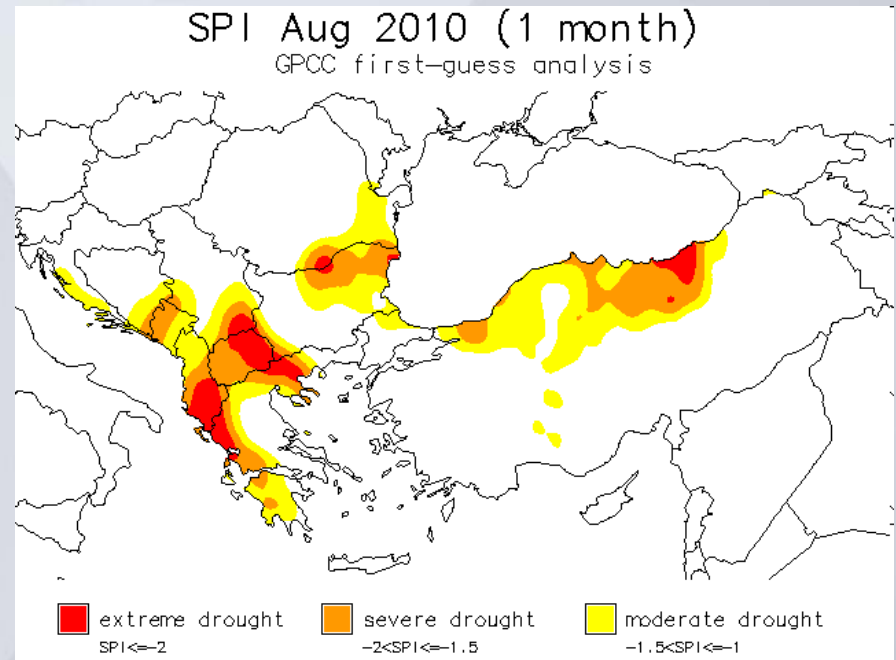 SPI Aug 2010 (1 month)
GPCC first-guess analysis
extreme drought
SPI<=-2
severe drought
-2<SPI<=-1.5
moderate drought
-1.5<SPI<=-1